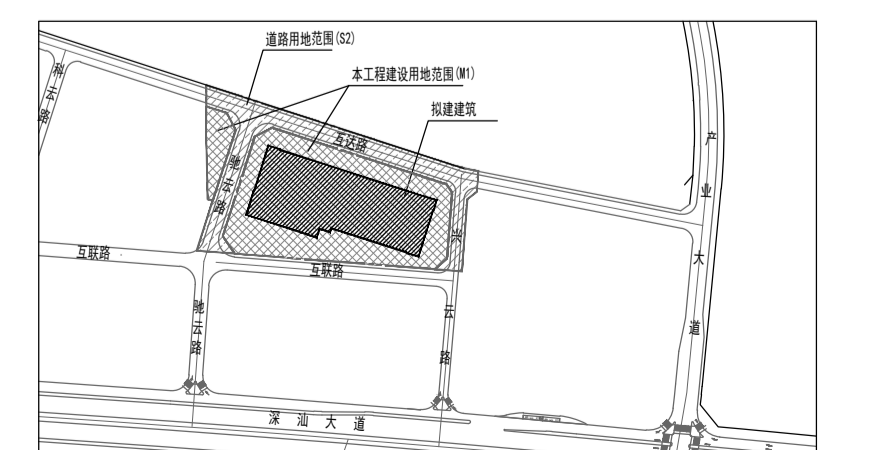 道路用地范围(S2)
本工程建设用地范围(M1)
拟建建筑
科云路
互达路
驰云路
产业大道
兴云路
互联路
互联路
驰云路
深汕大道